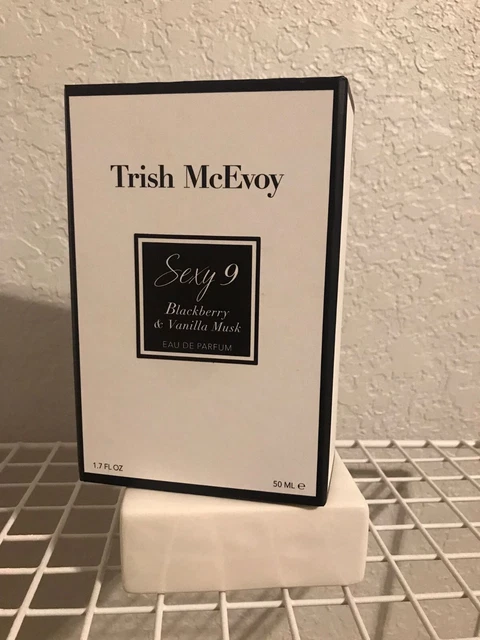 Trish McEvoy
Sexy 9
Blackberry
& Vanilla Musk
EAU DE PARFUM
1.7 FL OZ
50 ML ℮